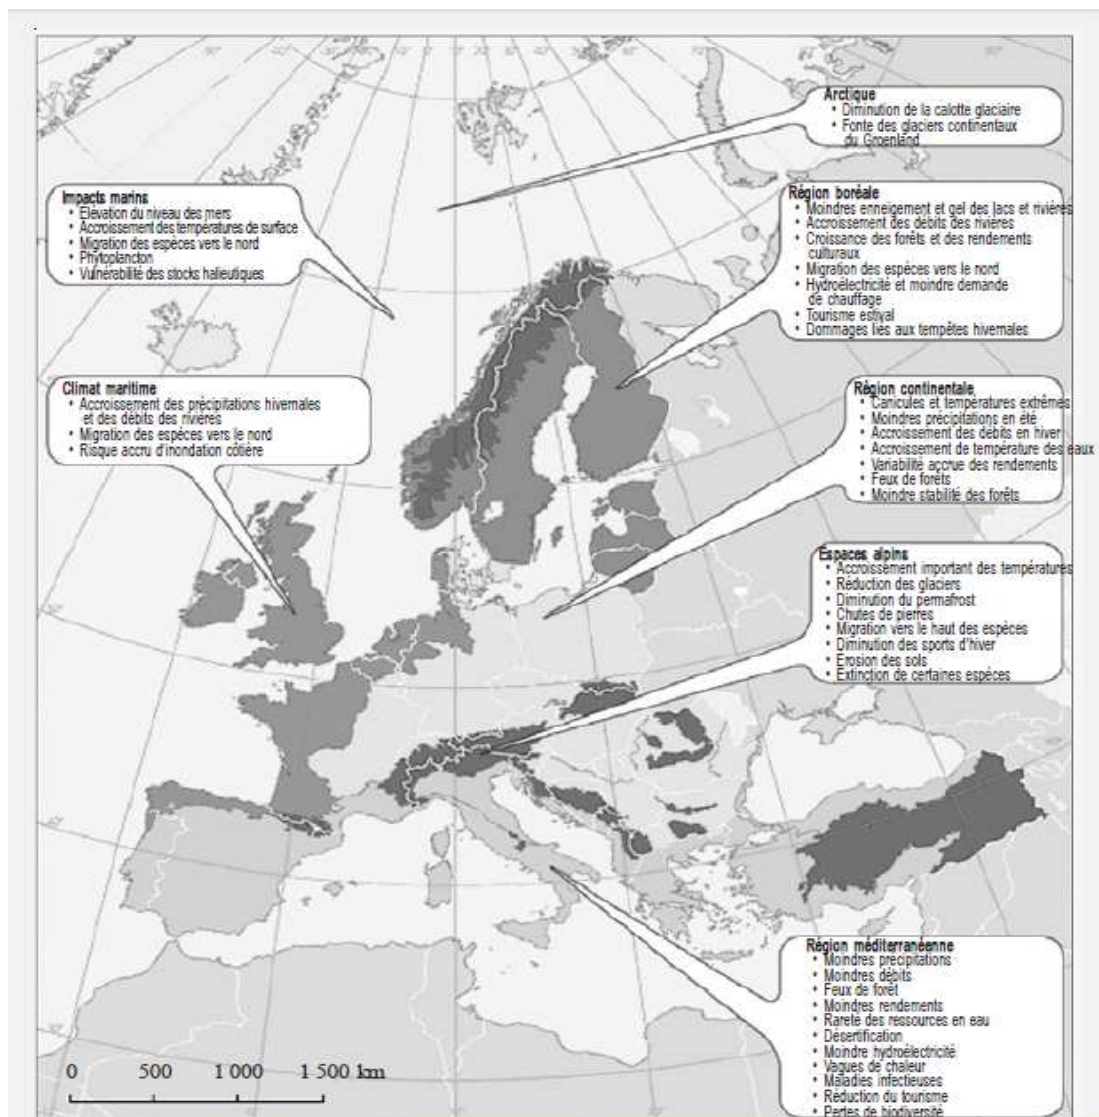 Arctique
• Diminution de la calotte glaciaire
• Fonte des glaciers continentaux
du Groenland
Impacts marins
• Elévation du niveau des mers
• Accroissement des températures de surface
• Migration des espèces vers le nord
• Phytoplancton
• Vulnérabilité des stocks halieutiques
Région boréale
• Moindres enneigement et gel des lacs et rivières
• Accroissement des débits des rivières
• Croissance des forêts et des rendements
culturaux
• Migration des espèces vers le nord
• Hydroélectricité et moindre demande
de chauffage
• Tourisme estival
• Dommages liés aux tempêtes hivernales
Climat maritime
• Accroissement des précipitations hivernales
et des débits des rivières
• Migration des espèces vers le nord
• Risque accru d'inondation côtière
Région continentale
• Canicules et températures extrêmes
• Moindres précipitations en été
• Accroissement des débits en hiver
• Accroissement de température des eaux
• Variabilité accrue des rendements
• Feux de forêts
• Moindre stabilité des forêts
Espaces alpins
• Accroissement important des températures
• Réduction des glaciers
• Diminution du permafrost
• Chutes de pierres
• Migration vers le haut des espèces
• Diminution des sports d'hiver
• Erosion des sols
• Extinction de certaines espèces
Région méditerranéenne
• Moindres précipitations
• Moindres débits
• Feux de forêt
• Moindres rendements
• Rareté des ressources en eau
• Désertification
• Moindre hydroélectricité
• Vagues de chaleur
• Maladies infectieuses
• Réduction du tourisme
• Pertes de biodiversité
0 500 1 000 1 500 km